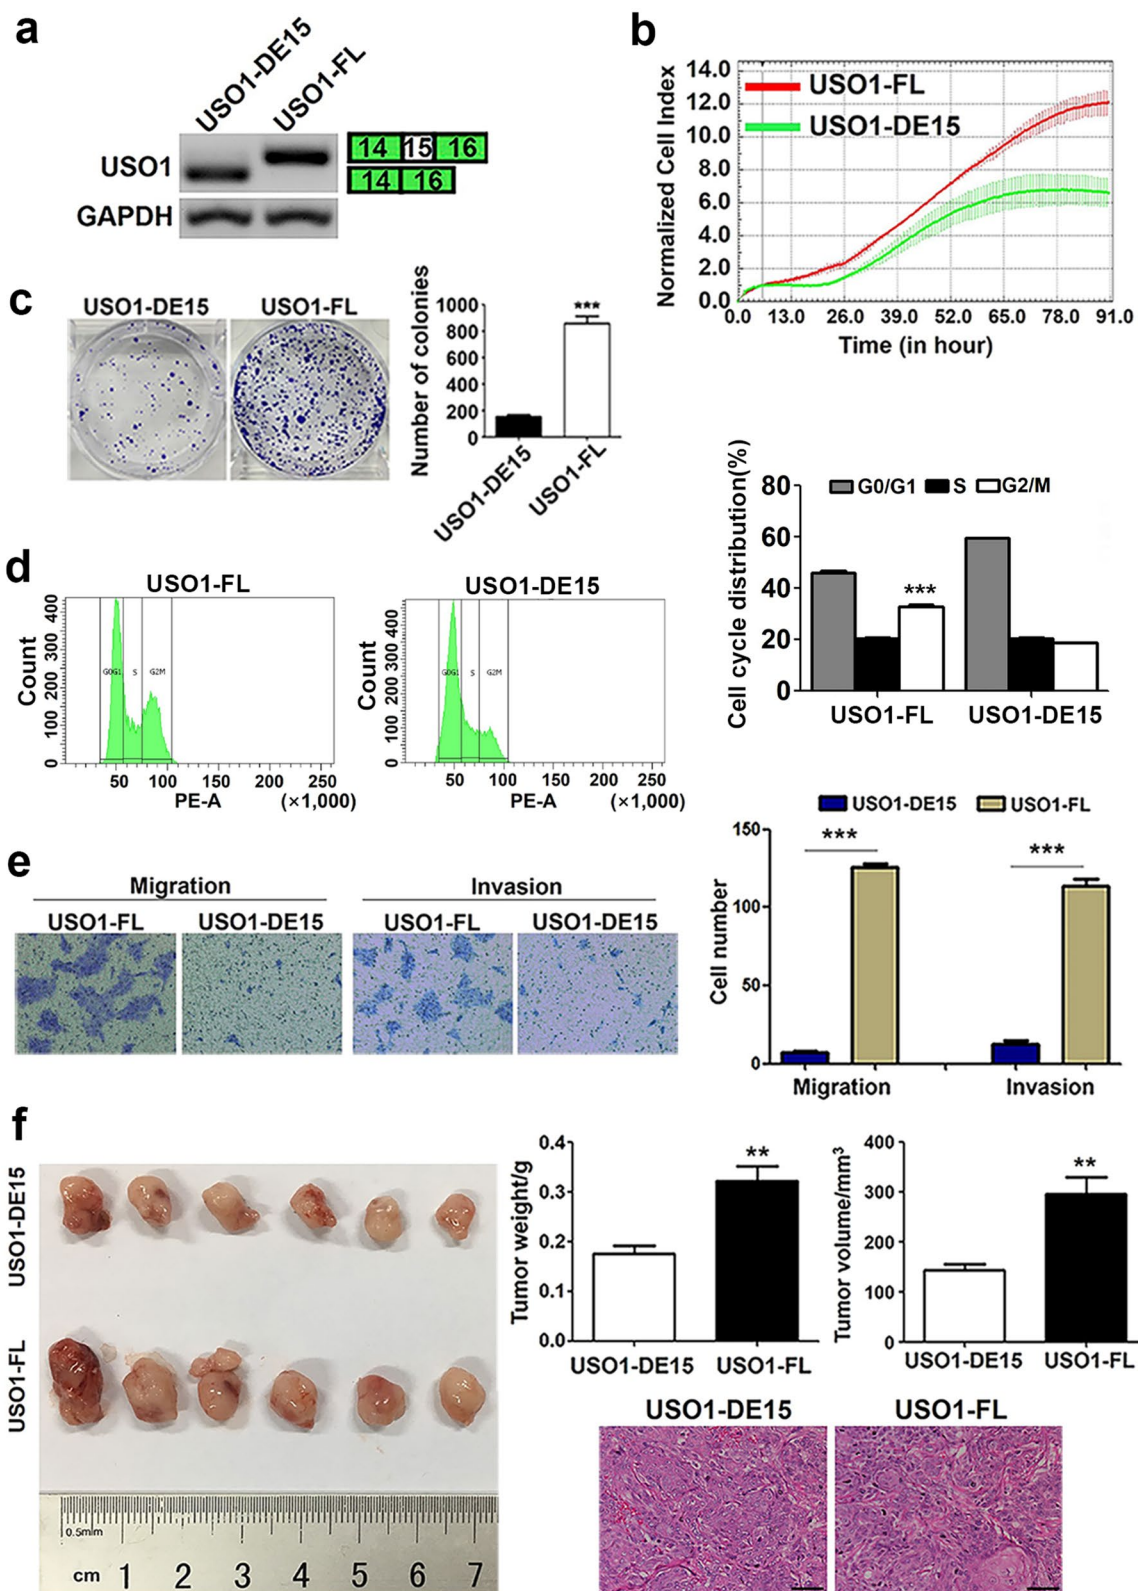 a
USO1-DE15
USO1-FL
USO1
14 15 16
14 16
GAPDH
b
Normalized Cell Index
14.0
12.0
10.0
8.0
6.0
4.0
2.0
0.0
USO1-FL
USO1-DE15
0.0 13.0 26.0 39.0 52.0 65.0 78.0 91.0
Time (in hour)
c
USO1-DE15 USO1-FL
Number of colonies
1000
800
600
400
200
0
***
USO1-DE15
USO1-FL
d
USO1-FL
Count
400
300
200
100
0
G0G1 S G2M
50 100 150 200 250
PE-A (×1,000)
USO1-DE15
Count
400
300
200
100
0
G0G1 S G2M
50 100 150 200 250
PE-A (×1,000)
Cell cycle distribution(%)
80
60
40
20
0
G0/G1 S G2/M
***
USO1-FL USO1-DE15
e
Migration Invasion
USO1-FL USO1-DE15 USO1-FL USO1-DE15
USO1-DE15 USO1-FL
Cell number
150
100
50
0
*** ***
Migration Invasion
f
USO1-DE15
USO1-FL
0.5mm
cm 1 2 3 4 5 6 7
Tumor weight/g
0.4
0.3
0.2
0.1
0.0
**
USO1-DE15 USO1-FL
Tumor volume/mm³
400
300
200
100
0
**
USO1-DE15 USO1-FL
USO1-DE15 USO1-FL